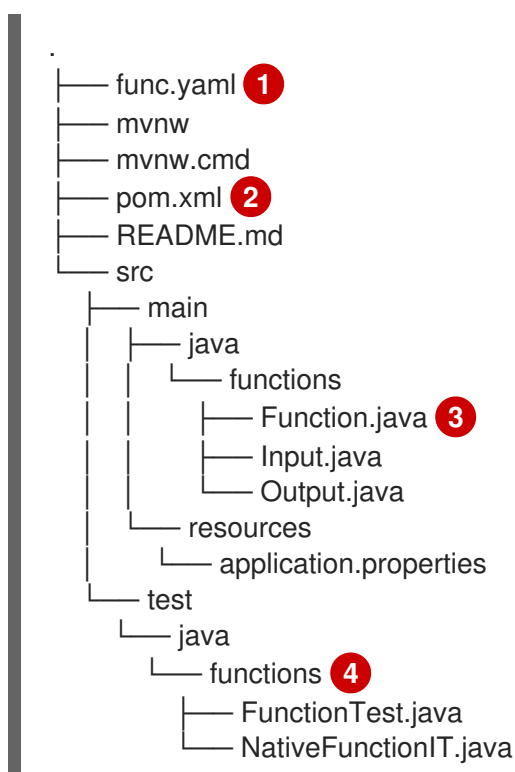 .
├── func.yaml 1
├── mvnw
├── mvnw.cmd
├── pom.xml 2
├── README.md
└── src
    ├── main
    │   ├── java
    │   │   └── functions
    │   │       ├── Function.java 3
    │   │       ├── Input.java
    │   │       └── Output.java
    │   └── resources
    │       └── application.properties
    └── test
        └── java
            └── functions 4
                ├── FunctionTest.java
                └── NativeFunctionIT.java